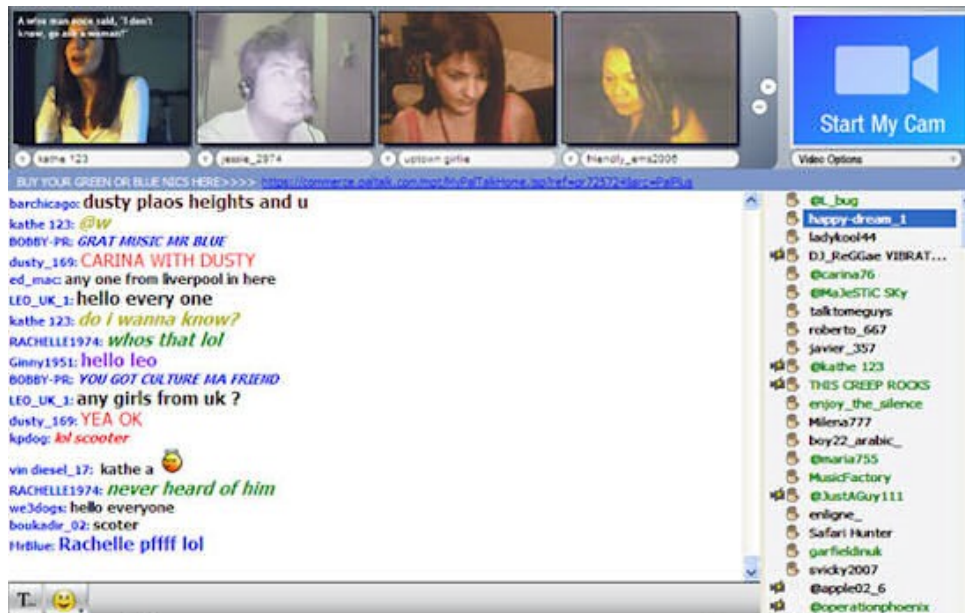 A wise man once said, "I don't
know, go ask a woman!"
kathe 123
jessie_2974
uptown girlie
friendly_ems2006
Start My Cam
Video Options
BUY YOUR GREEN OR BLUE NICS HERE>>>>
barchicago: dusty plaos heights and u
kathe 123: @w
BOBBY-PR: GRAT MUSIC MR BLUE
dusty_169: CARINA WITH DUSTY
ed_mac: any one from liverpool in here
LEO_UK_1: hello every one
kathe 123: do i wanna know?
RACHELLE1974: whos that lol
Ginny1951: hello leo
BOBBY-PR: YOU GOT CULTURE MA FRIEND
LEO_UK_1: any girls from uk ?
dusty_169: YEA OK
kpdog: lol scooter
vin diesel_17: kathe a
RACHELLE1974: never heard of him
we3dogs: hello everyone
boukadir_02: scoter
MrBlue: Rachelle pffff lol
T...
@L_bug
happy-dream_1
ladykool44
DJ_ReGGae VIBRAT...
@carina76
@MaJeSTiC SKy
talktomeguys
roberto_667
javier_357
@kathe 123
THIS CREEP ROCKS
enjoy_the_silence
Milena777
boy22_arabic_
@maria755
MusicFactory
@JustAGuy111
enligne_
Safari Hunter
garfieldinuk
svicky2007
@apple02_6
@operationphoenix